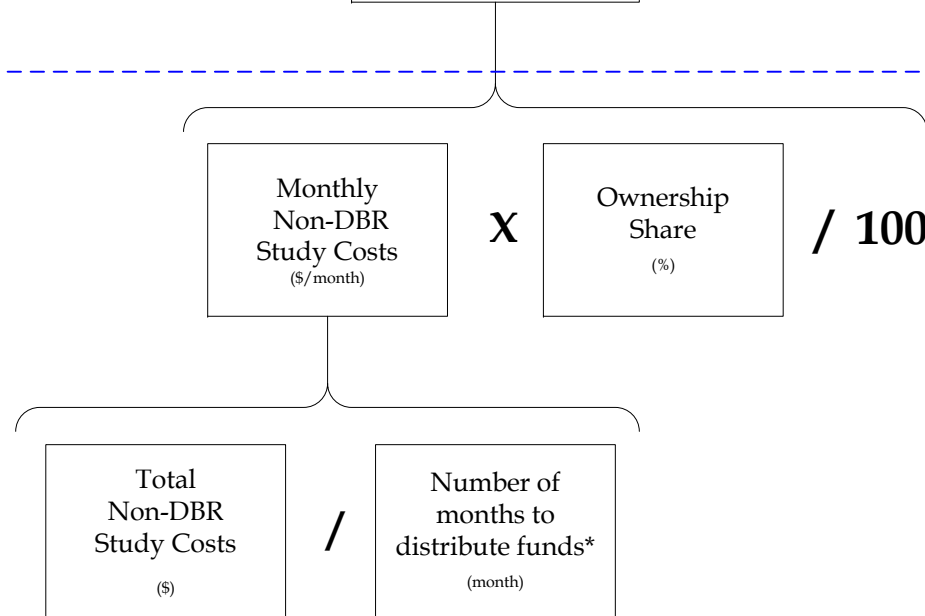 Monthly
Non-DBR
Study Costs
($/month)
X
Ownership
Share
(%)
/ 100
Total
Non-DBR
Study Costs
($)
/
Number of
months to
distribute funds*
(month)